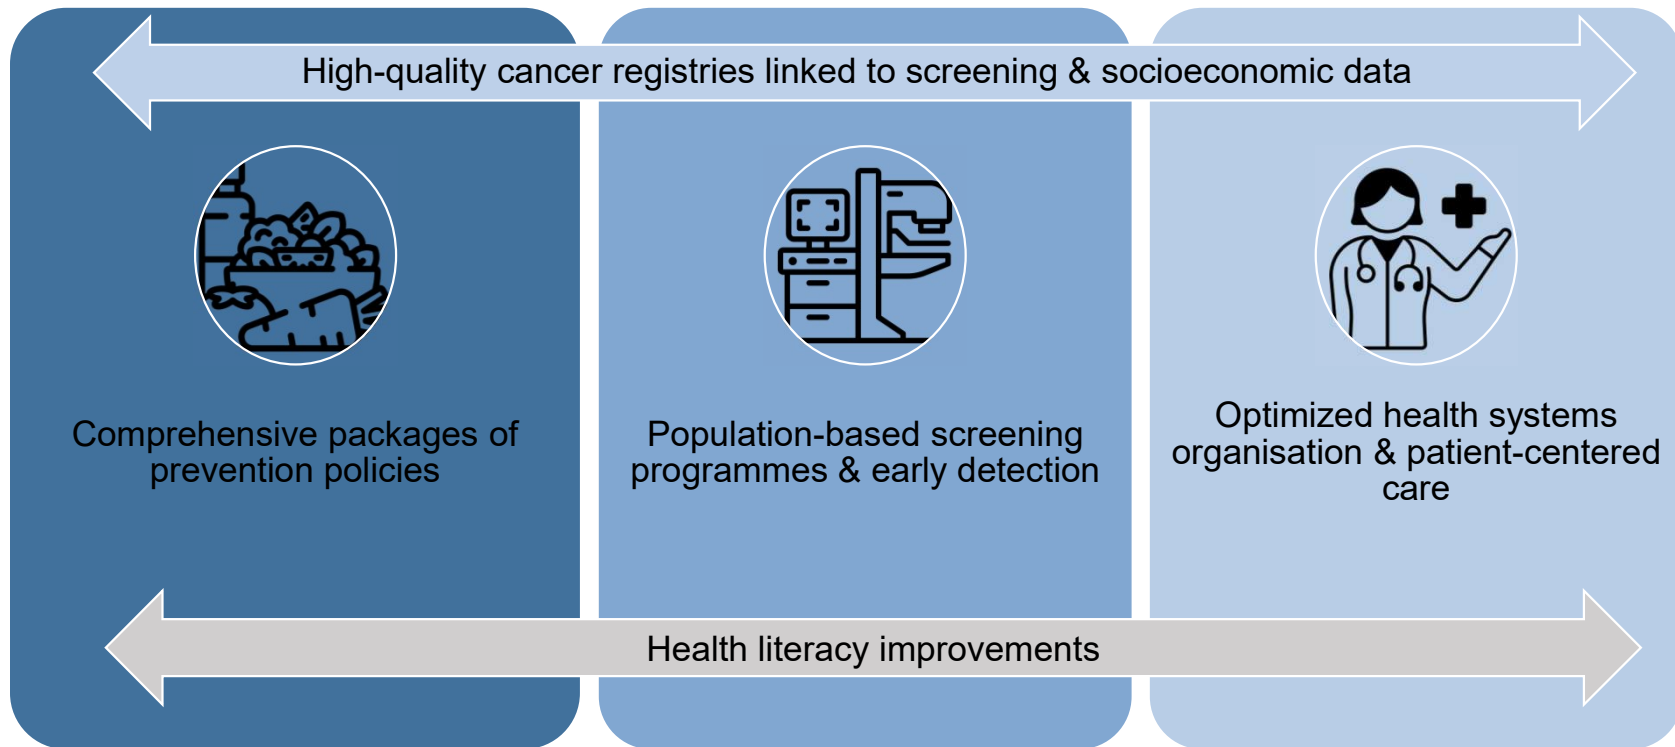 High-quality cancer registries linked to screening & socioeconomic data
Comprehensive packages of
prevention policies
Population-based screening
programmes & early detection
Optimized health systems
organisation & patient-centered
care
Health literacy improvements